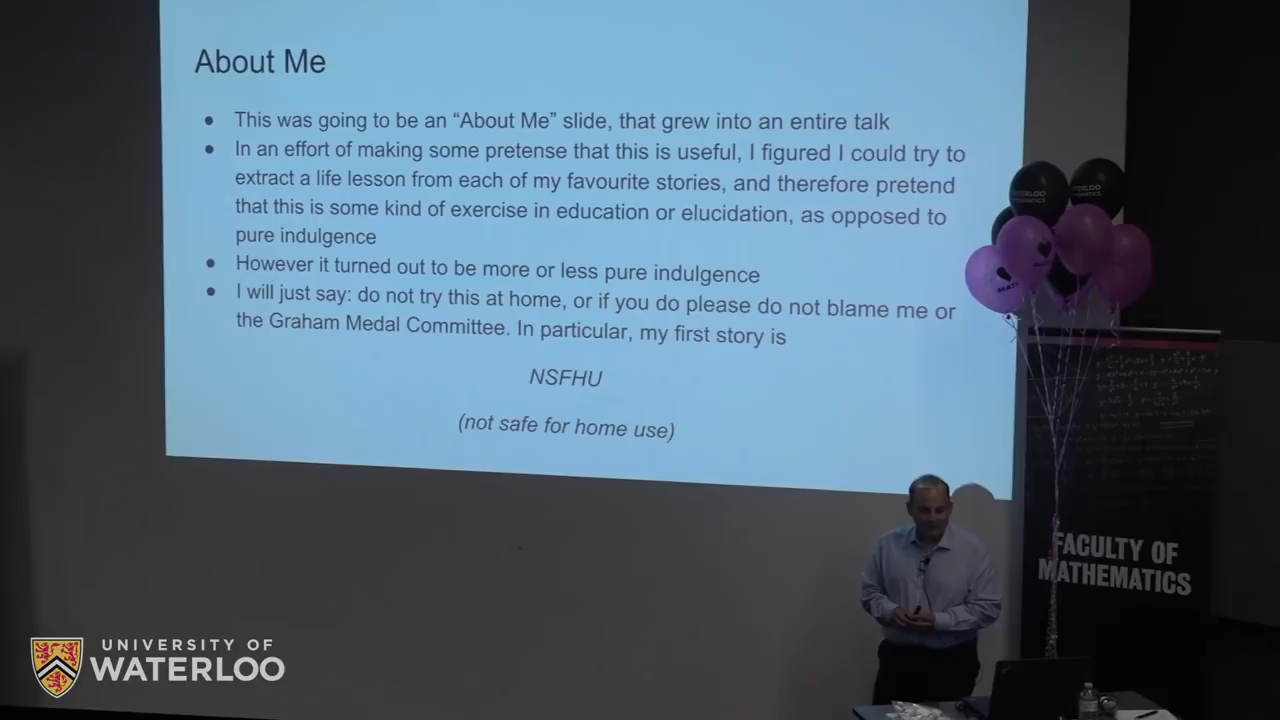 About Me
This was going to be an “About Me” slide, that grew into an entire talk
In an effort of making some pretense that this is useful, I figured I could try to
extract a life lesson from each of my favourite stories, and therefore pretend
that this is some kind of exercise in education or elucidation, as opposed to
pure indulgence
However it turned out to be more or less pure indulgence
I will just say: do not try this at home, or if you do please do not blame me or
the Graham Medal Committee. In particular, my first story is
NSFHU
(not safe for home use)
WATERLOO
WATERLOO
FACULTY OF
MATHEMATICS
UNIVERSITY OF
WATERLOO